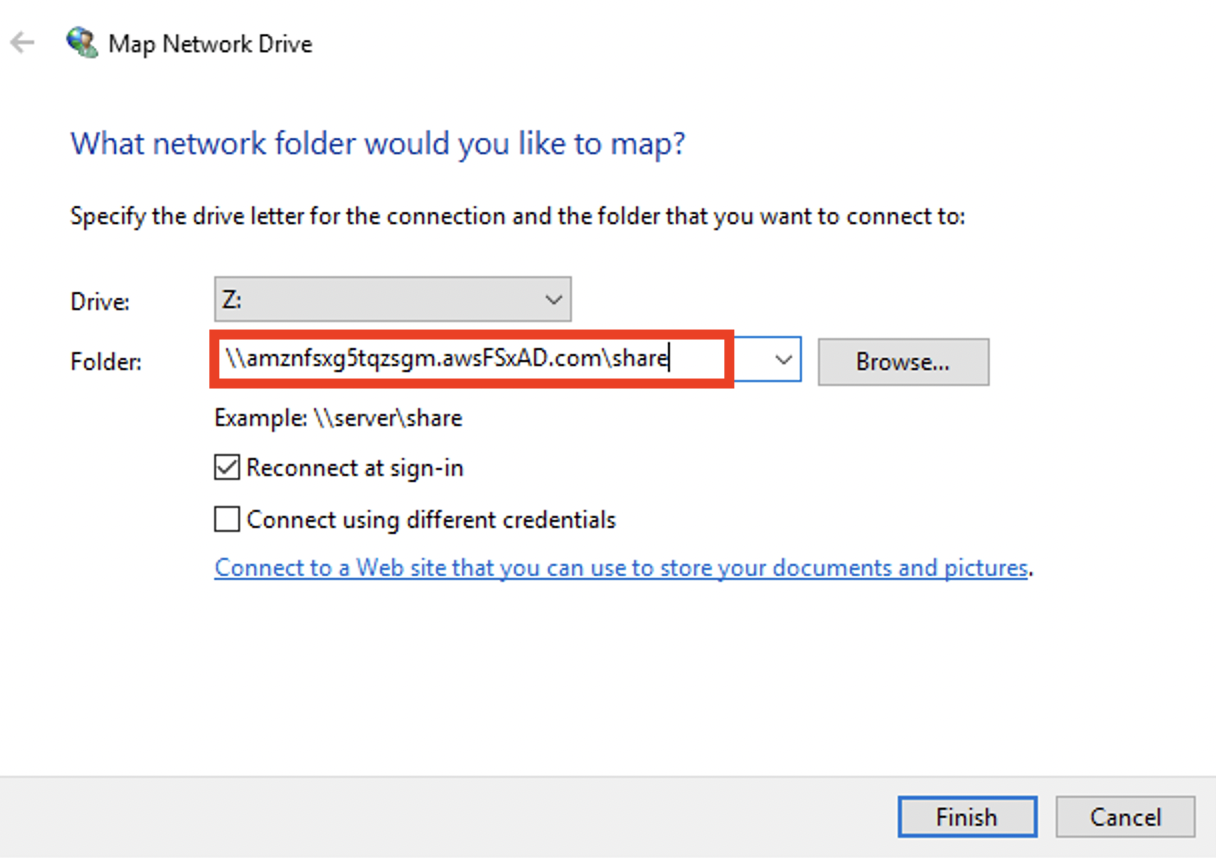 Map Network Drive
What network folder would you like to map?
Specify the drive letter for the connection and the folder that you want to connect to:
Drive: Z:
Folder: \\amznfsxg5tqzsgm.awsFSxAD.com\share Browse...
Example: \\server\share
Reconnect at sign-in
Connect using different credentials
Connect to a Web site that you can use to store your documents and pictures.
Finish Cancel